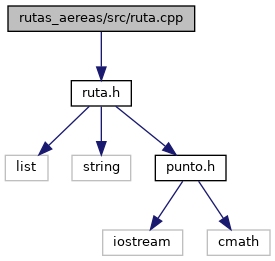 rutas_aereas/src/ruta.cpp
ruta.h
list
string
punto.h
iostream
cmath